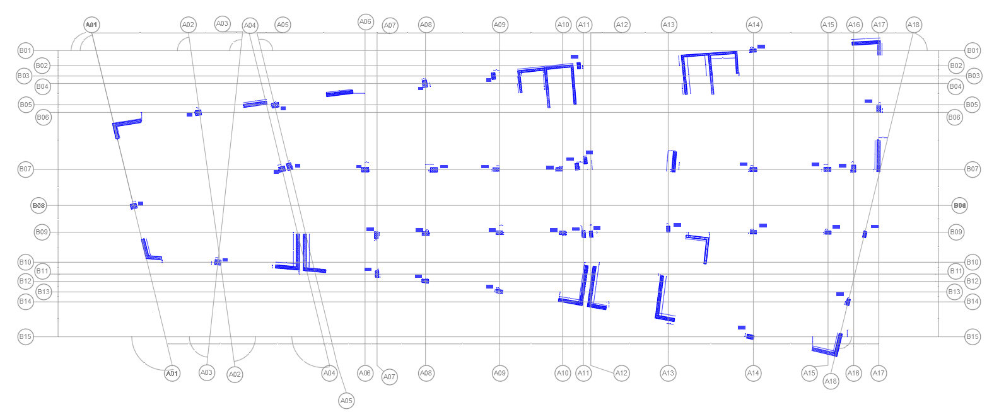 A01 A02 A03 A04 A05 A06 A07 A08 A09 A10 A11 A12 A13 A14 A15 A16 A17 A18
B01 B01
B02 B02
B03 B03
B04 B04
B05 B05
B06 B06
B07 B07
B08
B09 B09
B10 B10
B11 B11
B12 B12
B13 B13
B14 B14
B15 B15
A01 A03 A02 A04 A06 A07 A08 A09 A10 A11 A12 A13 A14 A15 A16 A17
A18
A05